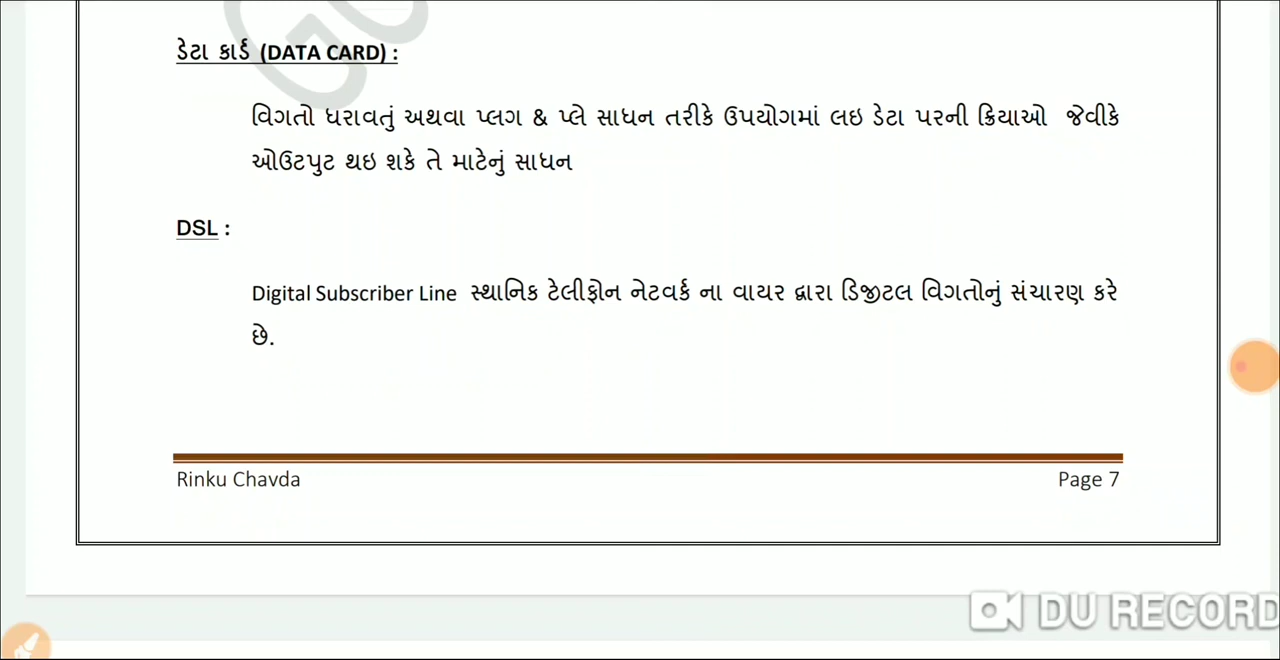 ડેટા કાર્ડ (DATA CARD) :
વિગતો ધરાવતું અથવા પ્લગ & પ્લે સાધન તરીકે ઉપયોગમાં લઇ ડેટા પરની ક્રિયાઓ જેવીકે
ઓઉટપુટ થઇ શકે તે માટેનું સાધન
DSL :
Digital Subscriber Line સ્થાનિક ટેલીફોન નેટવર્ક ના વાયર દ્વારા ડિજીટલ વિગતોનું સંચારણ કરે
છે.
Rinku Chavda Page 7
DU RECORD